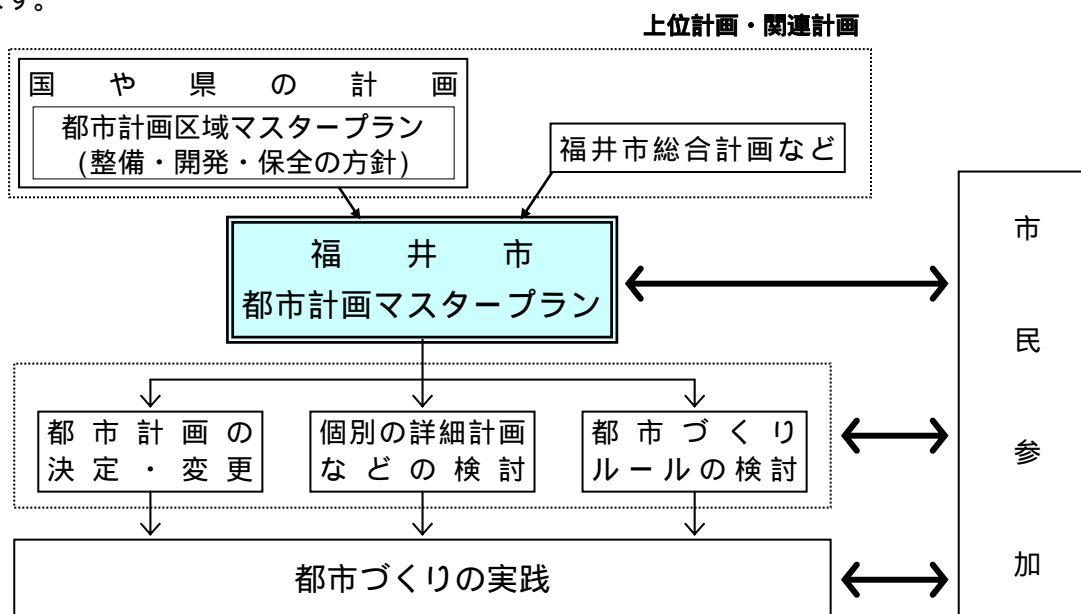 ます。
上位計画・関連計画
国や県の計画
都市計画区域マスタープラン
(整備・開発・保全の方針)
福井市総合計画など
福井市
都市計画マスタープラン
都市計画の
決定・変更
個別の詳細計画
などの検討
都市づくり
ルールの検討
都市づくりの実践
市民参加